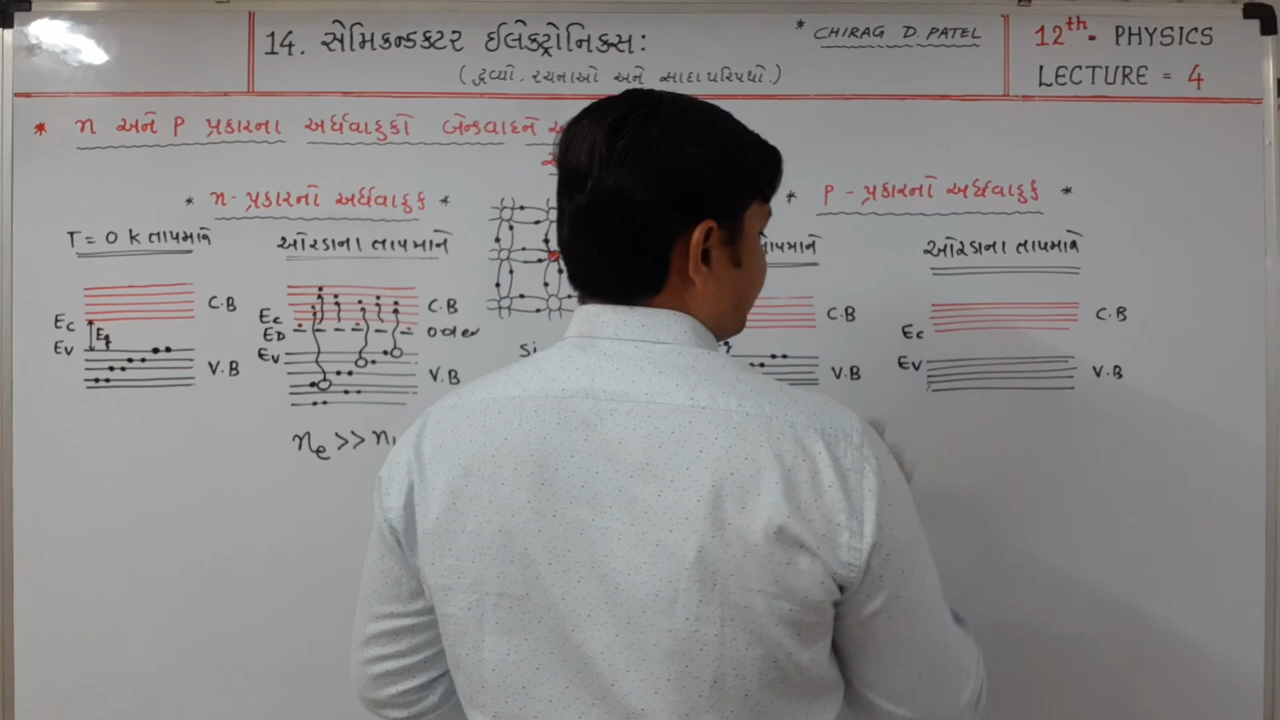 14. સેમિકન્ડક્ટર ઈલેક્ટ્રોનિક્સ:
(દ્રવ્યો, રચનાઓ અને સાદા પરિપથો.)
* CHIRAG D. PATEL
12th - PHYSICS
LECTURE = 4
* n અને P પ્રકારના અર્ધવાહકો બેન્ડવાદને
* n-પ્રકારનો અર્ધવાહક *
T = 0 K તાપમાને
ઓરડાના તાપમાને
C.B
Ec
Eg
Ev
V.B
C.B
Ec
ED
Ev
V.B
ne >>
Si
* P - પ્રકારનો અર્ધવાહક *
ઓરડાના તાપમાને
C.B
V.B
C.B
Ec
Ev
V.B